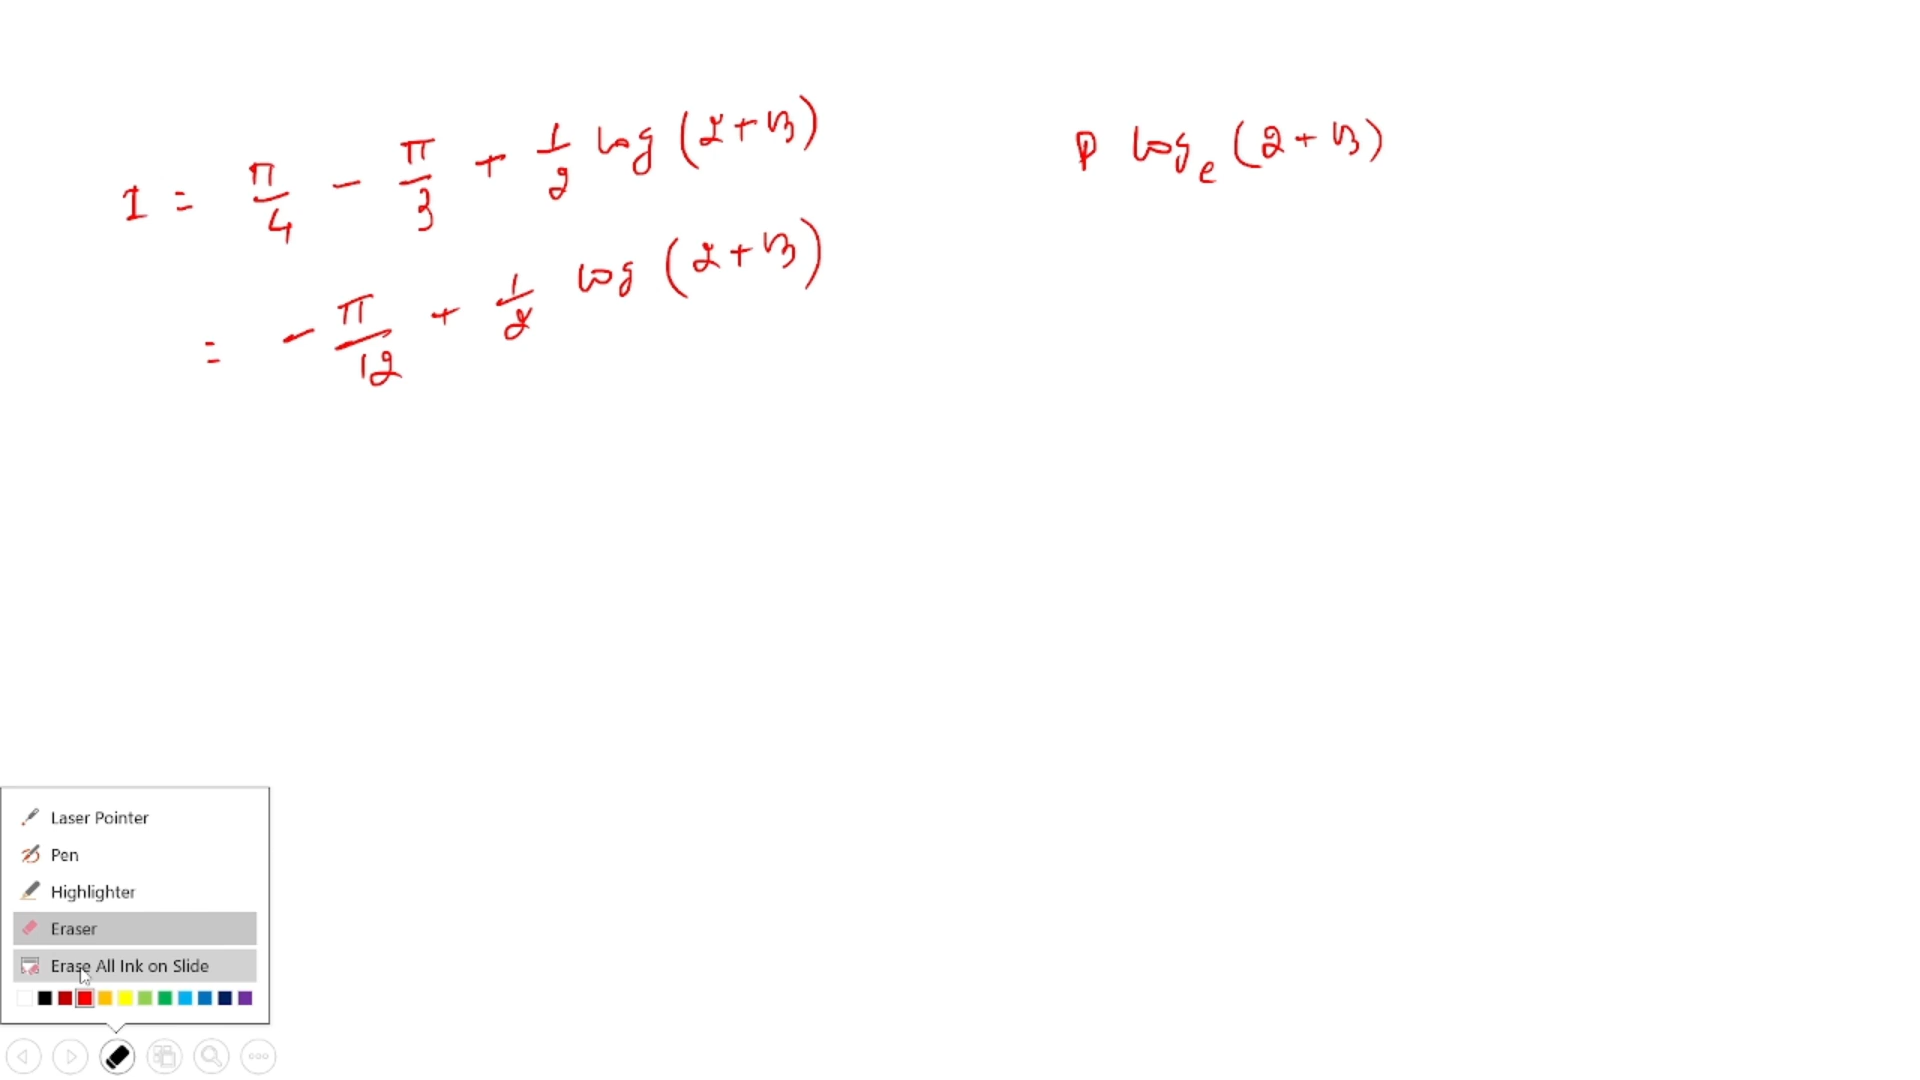 I = π/4 - π/3 + 1/2 log (2+√3)
= - π/12 + 1/2 log (2+√3)
P logₑ (2+√3)
Laser Pointer
Pen
Highlighter
Eraser
Erase All Ink on Slide